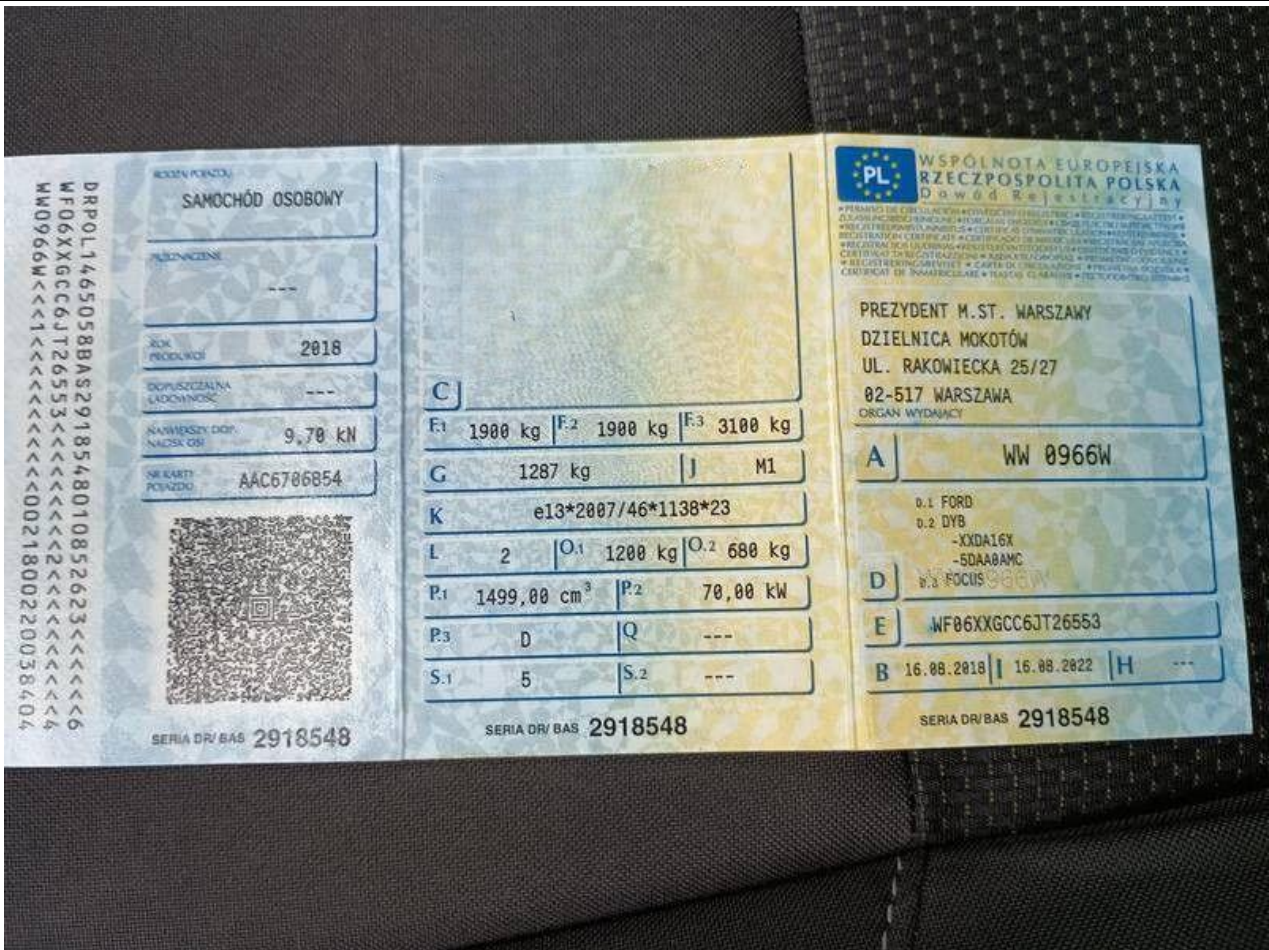 DRPOL1465058BAS29185480108526​23<<<<<<6
WF06XXGCC6JT26553<<<<<<<2<<<<<<<4
RODZAJ POJAZDU
SAMOCHÓD OSOBOWY
PRZEZNACZENIE
---
ROK PRODUKCJI
2018
DOPUSZCZALNA ŁADOWNOŚĆ
---
NAJWIĘKSZY DOP. NACISK OSI
9,70 kN
NR KARTY POJAZDU
AAC6706854
SERIA DR/ BAS 2918548
C
F.1 1900 kg F.2 1900 kg F.3 3100 kg
G 1287 kg J M1
K e13*2007/46*1138*23
L 2 O.1 1200 kg O.2 680 kg
P.1 1499,00 cm³ P.2 70,00 kW
P.3 D Q ---
S.1 5 S.2 ---
SERIA DR/ BAS 2918548
PL
WSPÓLNOTA EUROPEJSKA
RZECZPOSPOLITA POLSKA
Dowód Rejestracyjny
PREZYDENT M.ST. WARSZAWY
DZIELNICA MOKOTÓW
UL. RAKOWIECKA 25/27
02-517 WARSZAWA
ORGAN WYDAJĄCY
A WW 0966W
D
D.1 FORD
D.2 DYB
-XXDA16X
-5DAA0AMC
D.3 FOCUS
E WF06XXGCC6JT26553
B 16.08.2018 I 16.08.2022 H ---
SERIA DR/ BAS 2918548